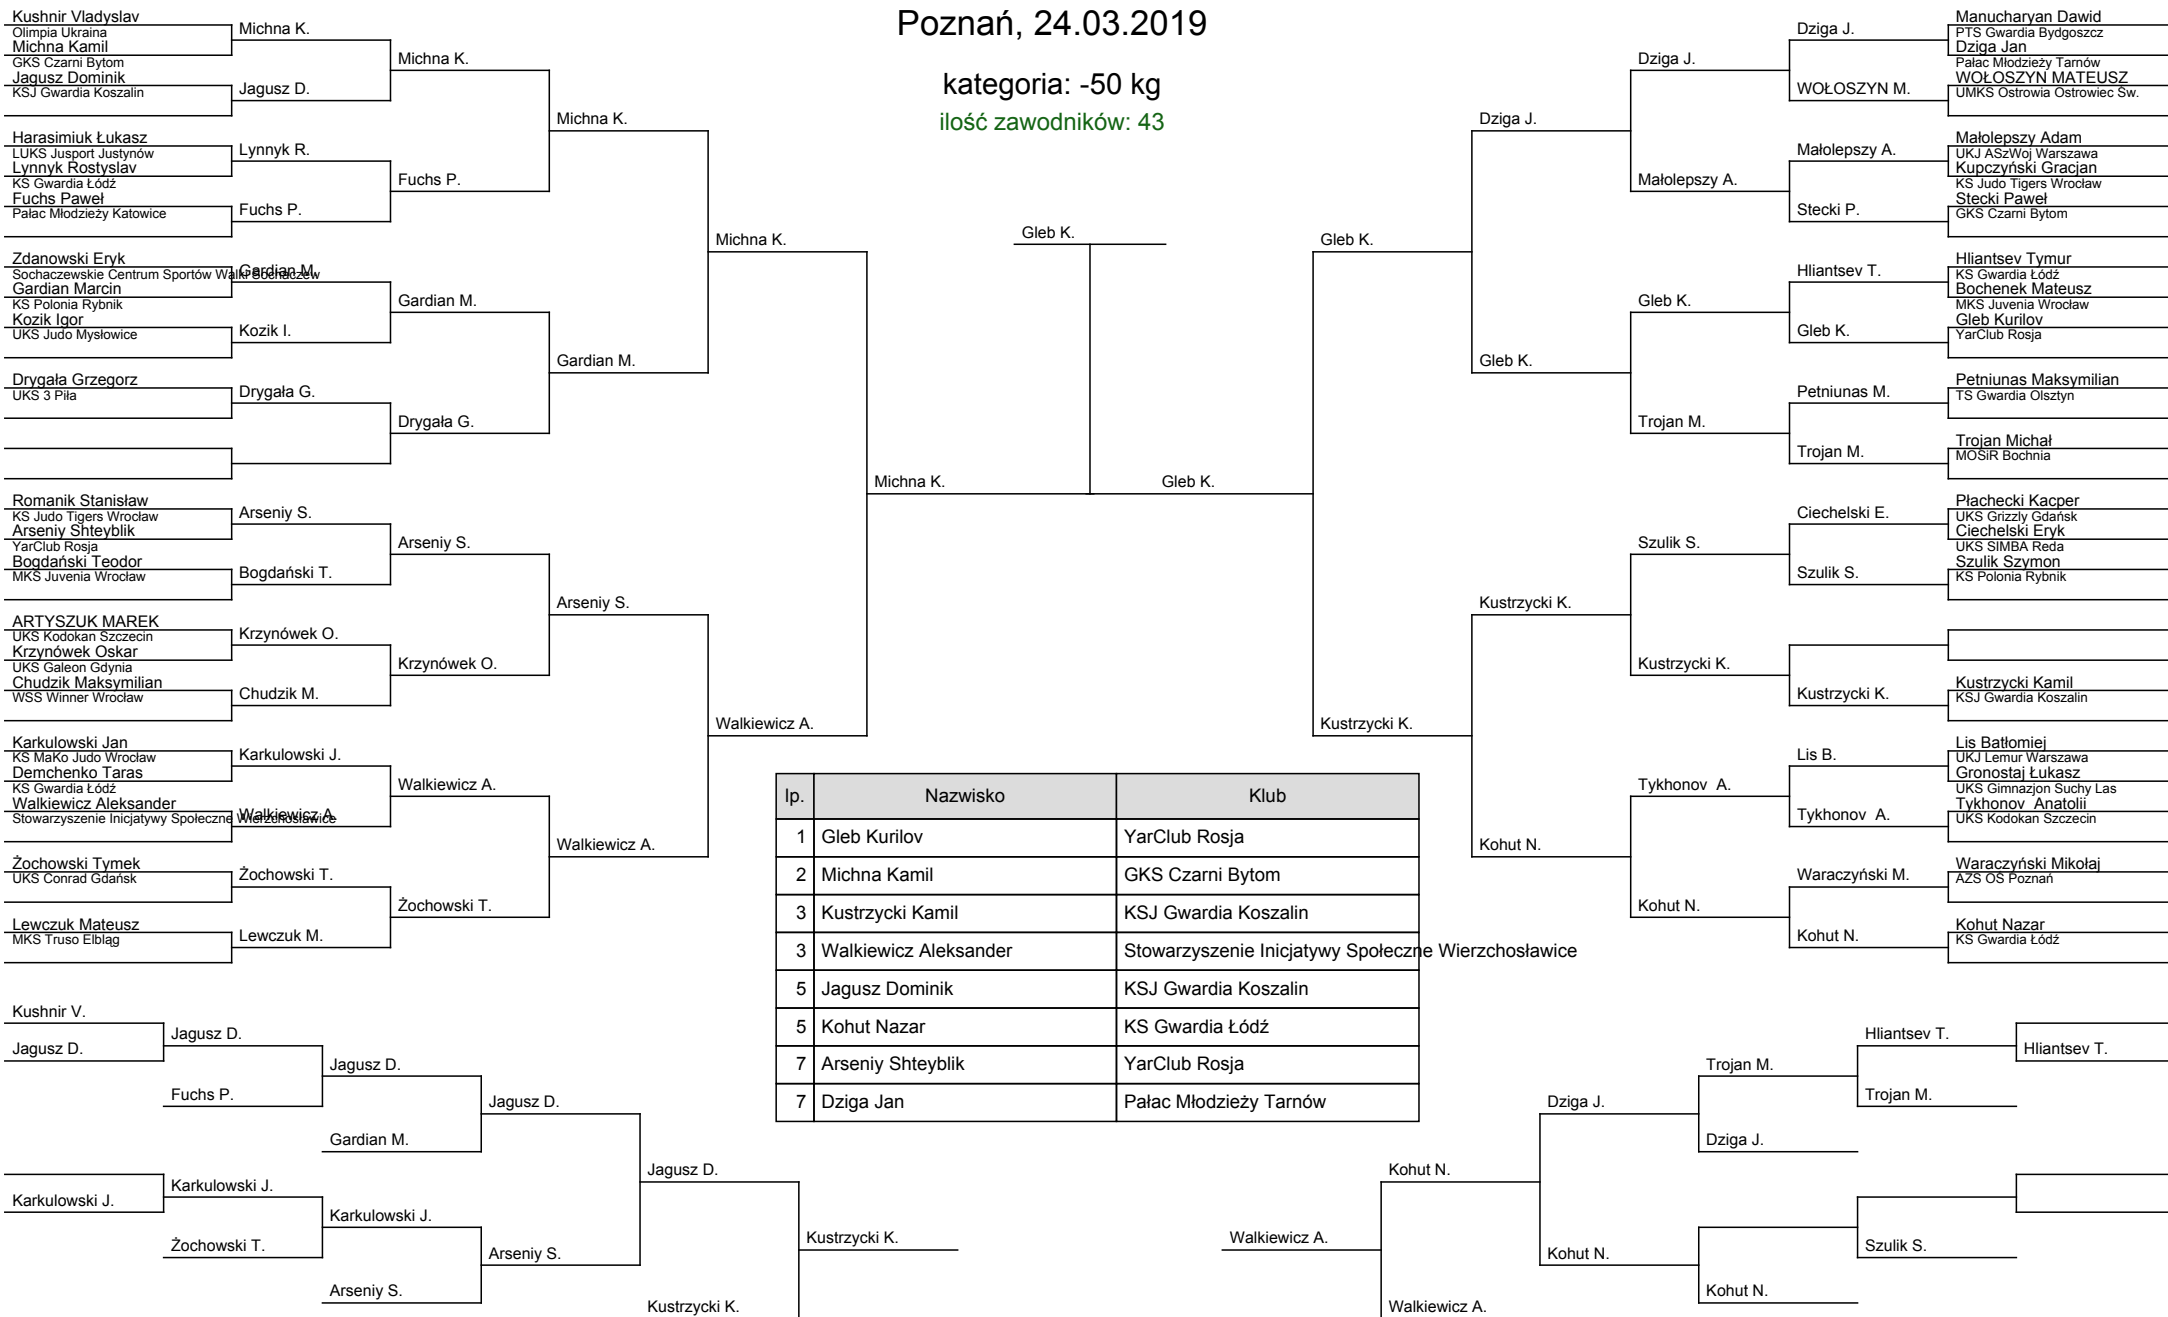 Poznań, 24.03.2019
kategoria: -50 kg
ilość zawodników: 43
Kushnir Vladyslav
Olimpia Ukraina
Michna Kamil
GKS Czarni Bytom
Jagusz Dominik
KSJ Gwardia Koszalin
Harasimiuk Łukasz
LUKS Jusport Justynów
Lynnyk Rostyslav
KS Gwardia Łódź
Fuchs Paweł
Pałac Młodzieży Katowice
Zdanowski Eryk
Sochaczewskie Centrum Sportów Walki Sochaczew
Gardian Marcin
KS Polonia Rybnik
Kozik Igor
UKS Judo Mysłowice
Drygała Grzegorz
UKS 3 Piła
Romanik Stanisław
KS Judo Tigers Wrocław
Arseniy Shteyblik
YarClub Rosja
Bogdański Teodor
MKS Juvenia Wrocław
ARTYSZUK MAREK
UKS Kodokan Szczecin
Krzynówek Oskar
UKS Galeon Gdynia
Chudzik Maksymilian
WSS Winner Wrocław
Karkulowski Jan
KS MaKo Judo Wrocław
Demchenko Taras
KS Gwardia Łódź
Walkiewicz Aleksander
Stowarzyszenie Inicjatywy Społeczne Wierzchosławice
Żochowski Tymek
UKS Conrad Gdańsk
Lewczuk Mateusz
MKS Truso Elbląg
Michna K.
Jagusz D.
Lynnyk R.
Fuchs P.
Gardian M.
Kozik I.
Drygała G.
Arseniy S.
Bogdański T.
Krzynówek O.
Chudzik M.
Karkulowski J.
Walkiewicz A.
Żochowski T.
Lewczuk M.
Michna K.
Fuchs P.
Gardian M.
Drygała G.
Arseniy S.
Krzynówek O.
Walkiewicz A.
Żochowski T.
Michna K.
Gardian M.
Arseniy S.
Walkiewicz A.
Michna K.
Walkiewicz A.
Michna K.
Gleb K.
Gleb K.
Gleb K.
Kustrzycki K.
Dziga J.
Gleb K.
Kustrzycki K.
Kohut N.
Dziga J.
Małolepszy A.
Gleb K.
Trojan M.
Szulik S.
Kustrzycki K.
Tykhonov  A.
Kohut N.
Dziga J.
WOŁOSZYN M.
Małolepszy A.
Stecki P.
Hliantsev T.
Gleb K.
Petniunas M.
Trojan M.
Ciechelski E.
Szulik S.
Kustrzycki K.
Lis B.
Tykhonov  A.
Waraczyński M.
Kohut N.
Manucharyan Dawid
PTS Gwardia Bydgoszcz
Dziga Jan
Pałac Młodzieży Tarnów
WOŁOSZYN MATEUSZ
UMKS Ostrowia Ostrowiec Św.
Małolepszy Adam
UKJ ASzWoj Warszawa
Kupczyński Gracjan
KS Judo Tigers Wrocław
Stecki Paweł
GKS Czarni Bytom
Hliantsev Tymur
KS Gwardia Łódź
Bochenek Mateusz
MKS Juvenia Wrocław
Gleb Kurilov
YarClub Rosja
Petniunas Maksymilian
TS Gwardia Olsztyn
Trojan Michał
MOSiR Bochnia
Płachecki Kacper
UKS Grizzly Gdańsk
Ciechelski Eryk
UKS SIMBA Reda
Szulik Szymon
KS Polonia Rybnik
Kustrzycki Kamil
KSJ Gwardia Koszalin
Lis Batłomiej
UKJ Lemur Warszawa
Gronostaj Łukasz
UKS Gimnazjon Suchy Las
Tykhonov  Anatolii
UKS Kodokan Szczecin
Waraczyński Mikołaj
AZS OŚ Poznań
Kohut Nazar
KS Gwardia Łódź
lp. Nazwisko Klub
1 Gleb Kurilov YarClub Rosja
2 Michna Kamil GKS Czarni Bytom
3 Kustrzycki Kamil KSJ Gwardia Koszalin
3 Walkiewicz Aleksander Stowarzyszenie Inicjatywy Społeczne Wierzchosławice
5 Jagusz Dominik KSJ Gwardia Koszalin
5 Kohut Nazar KS Gwardia Łódź
7 Arseniy Shteyblik YarClub Rosja
7 Dziga Jan Pałac Młodzieży Tarnów
Kushnir V.
Jagusz D.
Karkulowski J.
Jagusz D.
Fuchs P.
Karkulowski J.
Żochowski T.
Jagusz D.
Gardian M.
Karkulowski J.
Arseniy S.
Jagusz D.
Arseniy S.
Jagusz D.
Kustrzycki K.
Kustrzycki K.
Walkiewicz A.
Kohut N.
Walkiewicz A.
Dziga J.
Kohut N.
Trojan M.
Dziga J.
Kohut N.
Hliantsev T.
Trojan M.
Szulik S.
Hliantsev T.